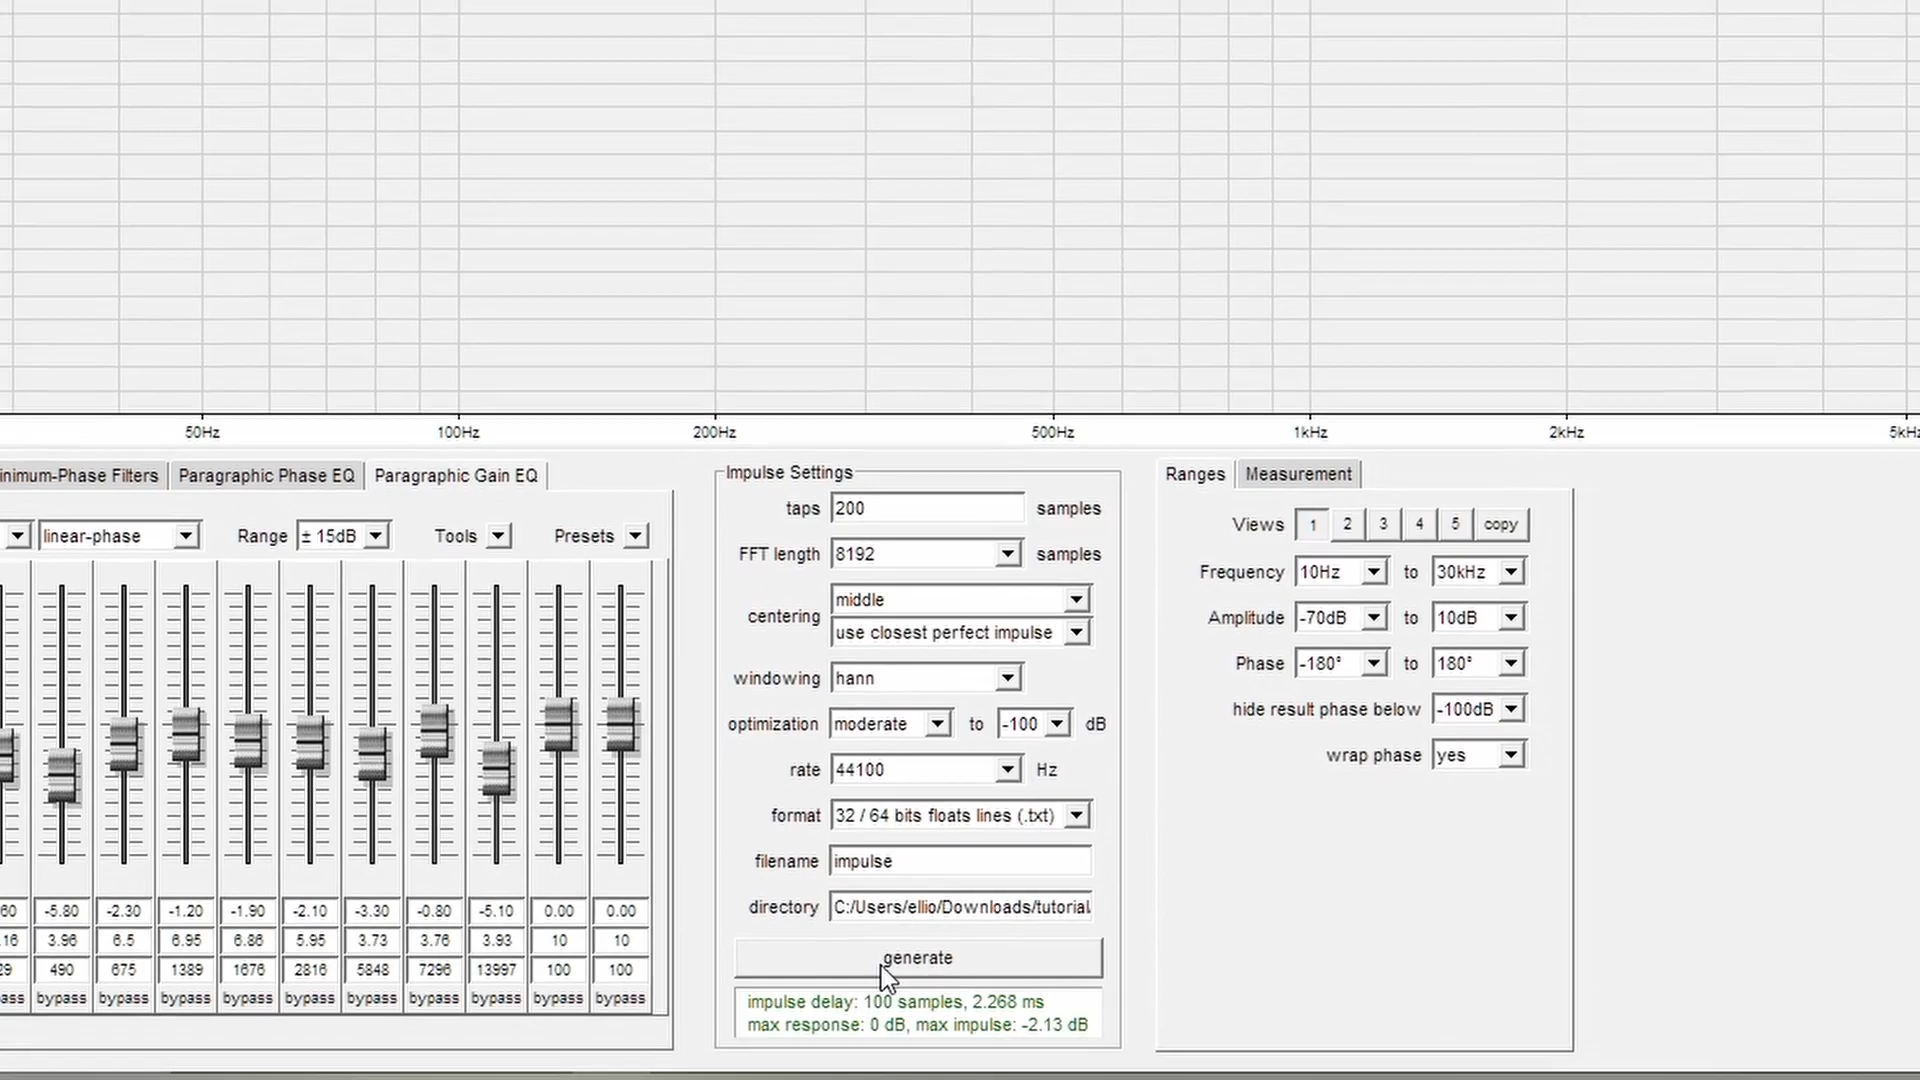 50Hz 100Hz 200Hz 500Hz 1kHz 2kHz 5kHz
inimum-Phase Filters Paragraphic Phase EQ Paragraphic Gain EQ
linear-phase Range ± 15dB Tools Presets
60 -5.80 -2.30 -1.20 -1.90 -2.10 -3.30 -0.80 -5.10 0.00 0.00
16 3.96 6.5 6.95 6.86 5.95 3.73 3.76 3.93 10 10
29 490 675 1389 1676 2816 5848 7296 13997 100 100
ass bypass bypass bypass bypass bypass bypass bypass bypass bypass bypass
Impulse Settings
taps 200 samples
FFT length 8192 samples
centering middle
use closest perfect impulse
windowing hann
optimization moderate to -100 dB
rate 44100 Hz
format 32 / 64 bits floats lines (.txt)
filename impulse
directory C:/Users/ellio/Downloads/tutorial
generate
impulse delay: 100 samples, 2.268 ms
max response: 0 dB, max impulse: -2.13 dB
Ranges Measurement
Views 1 2 3 4 5 copy
Frequency 10Hz to 30kHz
Amplitude -70dB to 10dB
Phase -180° to 180°
hide result phase below -100dB
wrap phase yes